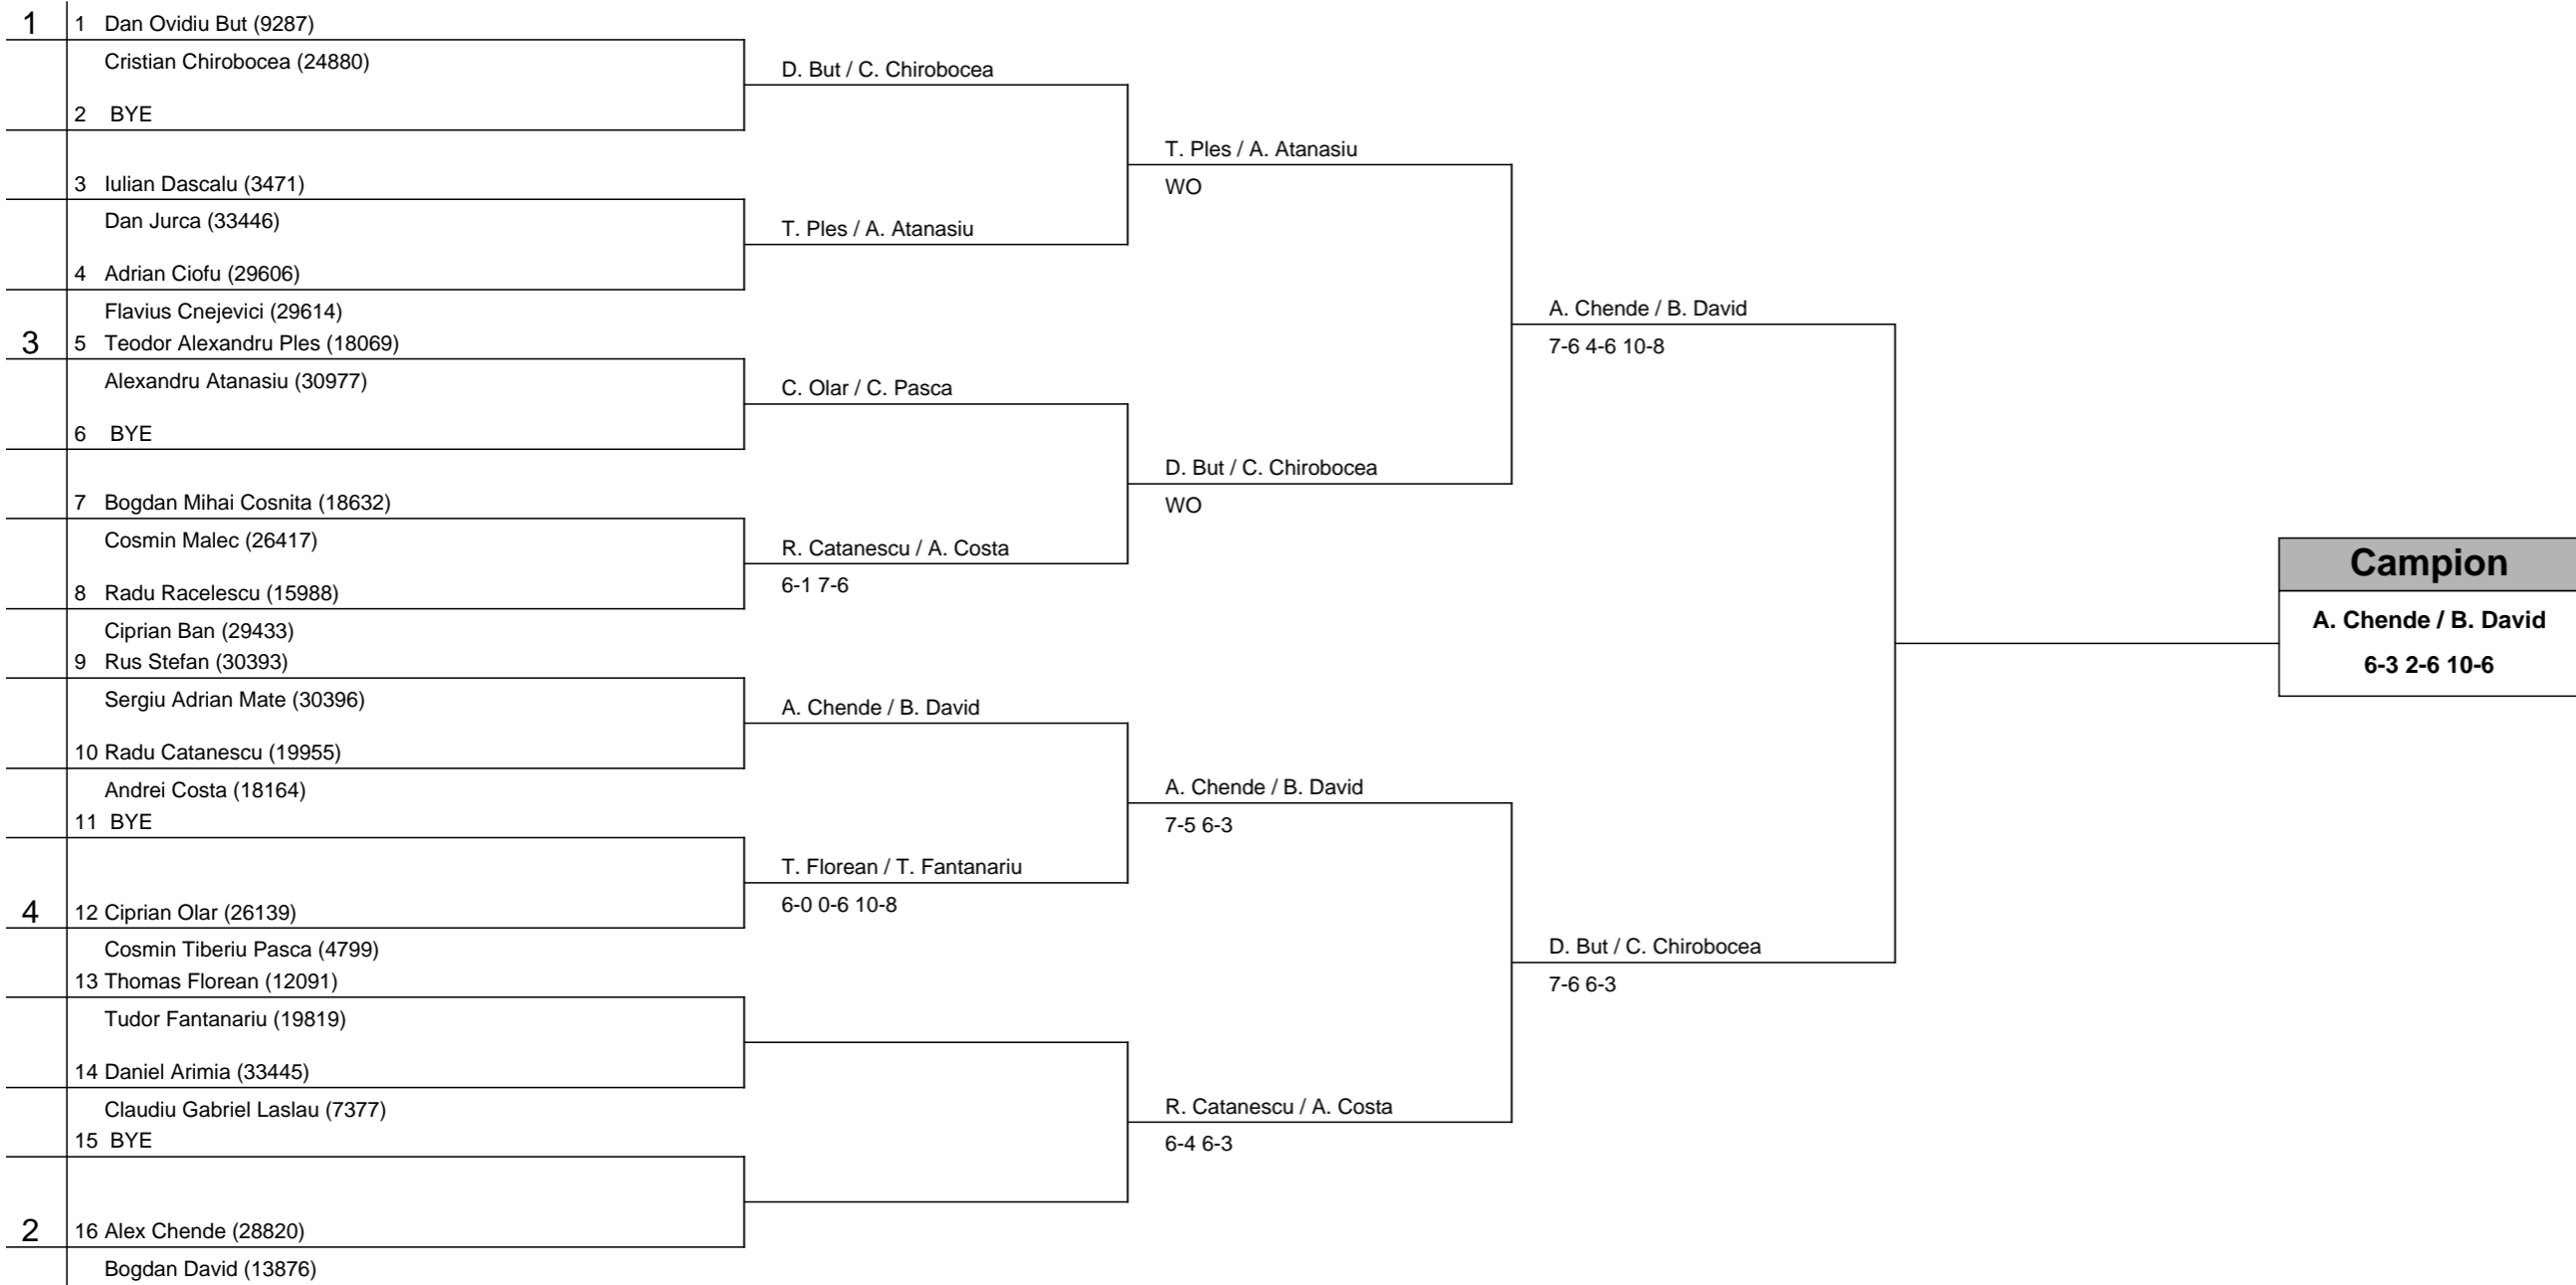 1 1 Dan Ovidiu But (9287)
Cristian Chirobocea (24880)
2 BYE
3 Iulian Dascalu (3471)
Dan Jurca (33446)
4 Adrian Ciofu (29606)
Flavius Cnejevici (29614)
3 5 Teodor Alexandru Ples (18069)
Alexandru Atanasiu (30977)
6 BYE
7 Bogdan Mihai Cosnita (18632)
Cosmin Malec (26417)
8 Radu Racelescu (15988)
Ciprian Ban (29433)
9 Rus Stefan (30393)
Sergiu Adrian Mate (30396)
10 Radu Catanescu (19955)
Andrei Costa (18164)
11 BYE
4 12 Ciprian Olar (26139)
Cosmin Tiberiu Pasca (4799)
13 Thomas Florean (12091)
Tudor Fantanariu (19819)
14 Daniel Arimia (33445)
Claudiu Gabriel Laslau (7377)
15 BYE
2 16 Alex Chende (28820)
Bogdan David (13876)
D. But / C. Chirobocea
T. Ples / A. Atanasiu
C. Olar / C. Pasca
R. Catanescu / A. Costa
6-1 7-6
A. Chende / B. David
T. Florean / T. Fantanariu
6-0 0-6 10-8
T. Ples / A. Atanasiu
WO
D. But / C. Chirobocea
WO
A. Chende / B. David
7-5 6-3
R. Catanescu / A. Costa
6-4 6-3
A. Chende / B. David
7-6 4-6 10-8
D. But / C. Chirobocea
7-6 6-3
Campion
A. Chende / B. David
6-3 2-6 10-6